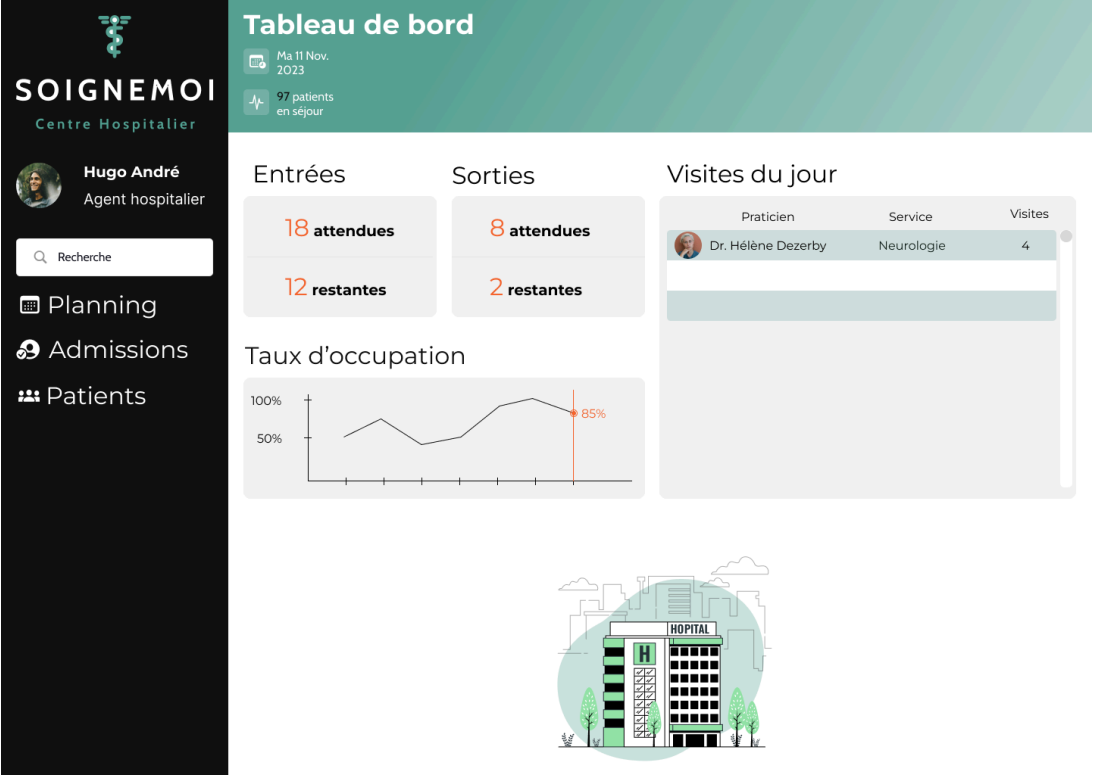 SOIGNEMOI
Centre Hospitalier
Hugo André
Agent hospitalier
Recherche
Planning
Admissions
Patients
Tableau de bord
Ma 11 Nov.
2023
97 patients
en séjour
Entrées
18 attendues
12 restantes
Sorties
8 attendues
2 restantes
Taux d’occupation
100%
50%
85%
Visites du jour
Praticien Service Visites
Dr. Hélène Dezerby Neurologie 4
HOPITAL
H